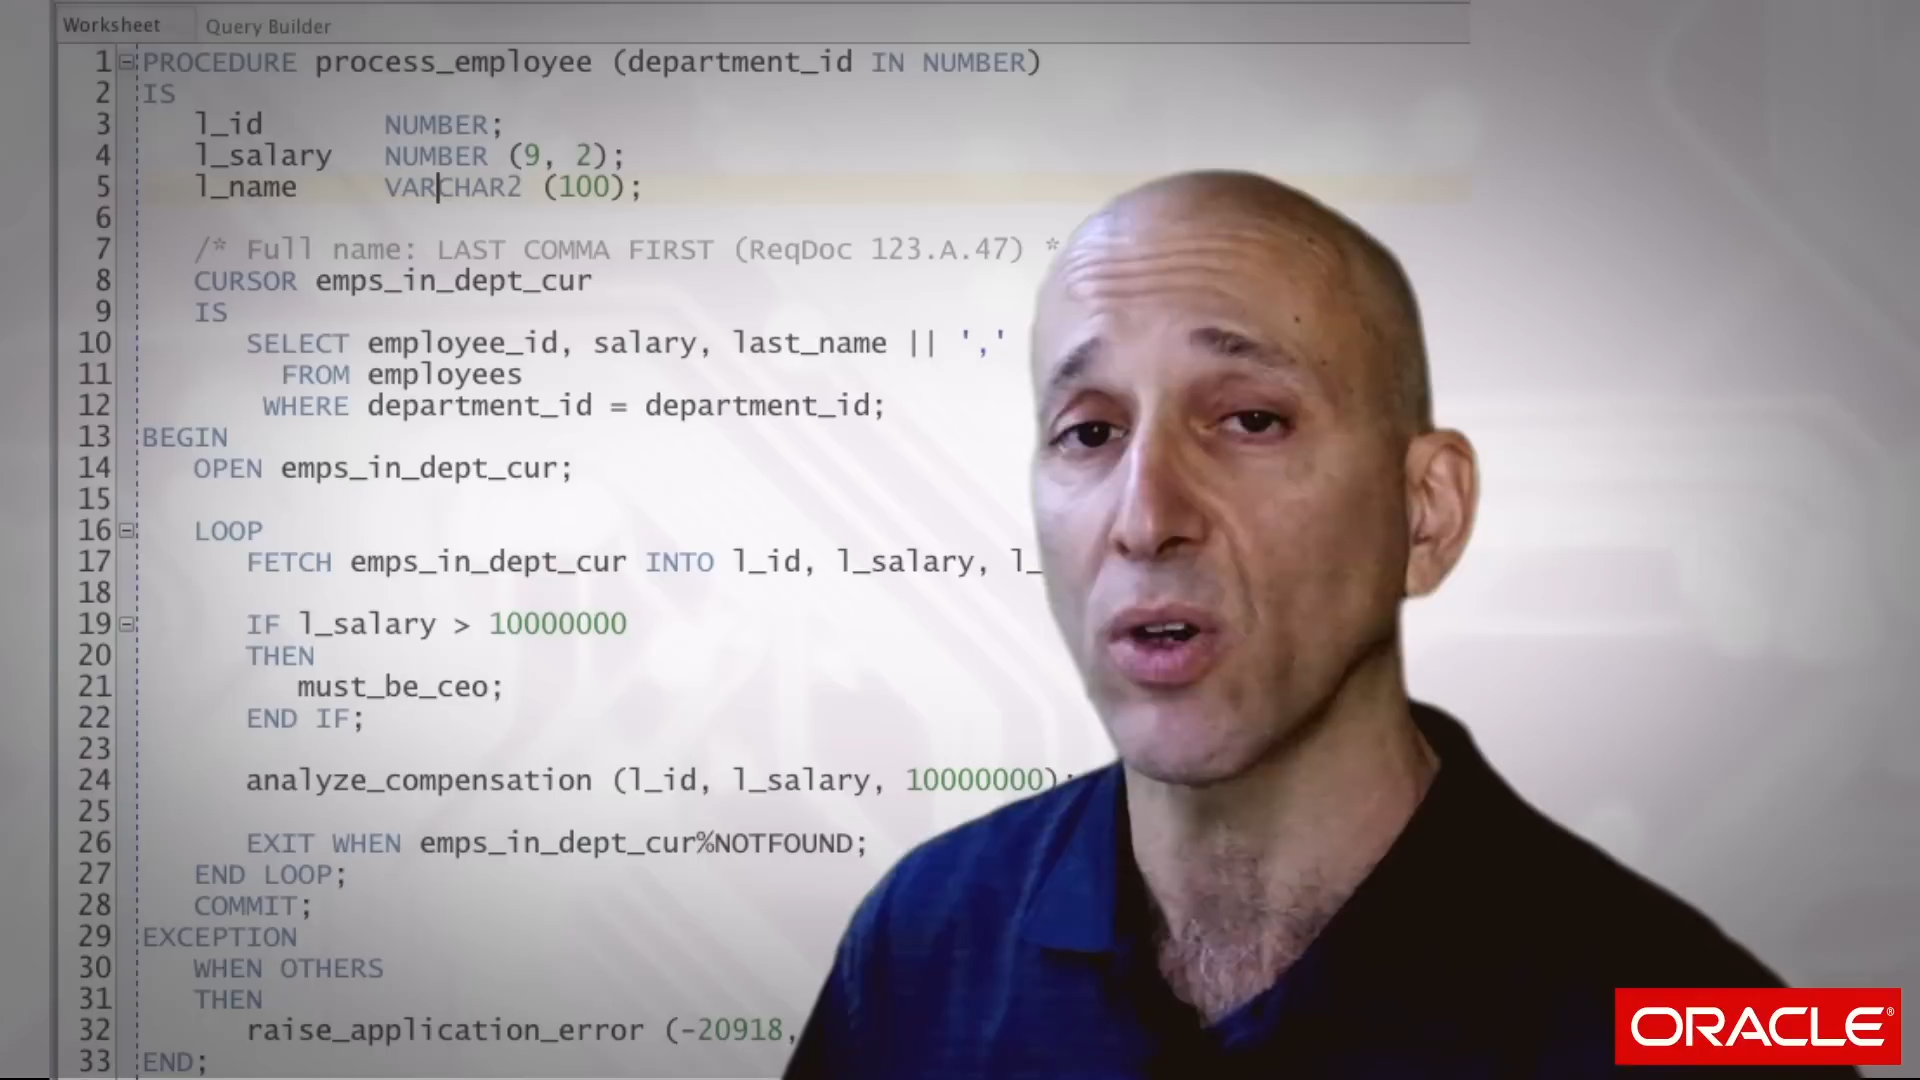 Worksheet Query Builder
1 PROCEDURE process_employee (department_id IN NUMBER)
2 IS
3 l_id NUMBER;
4 l_salary NUMBER (9, 2);
5 l_name VARCHAR2 (100);
6
7 /* Full name: LAST COMMA FIRST (ReqDoc 123.A.47) *
8 CURSOR emps_in_dept_cur
9 IS
10 SELECT employee_id, salary, last_name || ','
11 FROM employees
12 WHERE department_id = department_id;
13 BEGIN
14 OPEN emps_in_dept_cur;
15
16 LOOP
17 FETCH emps_in_dept_cur INTO l_id, l_salary, l_
18
19 IF l_salary > 10000000
20 THEN
21 must_be_ceo;
22 END IF;
23
24 analyze_compensation (l_id, l_salary, 10000000);
25
26 EXIT WHEN emps_in_dept_cur%NOTFOUND;
27 END LOOP;
28 COMMIT;
29 EXCEPTION
30 WHEN OTHERS
31 THEN
32 raise_application_error (-20918,
33 END;
ORACLE®